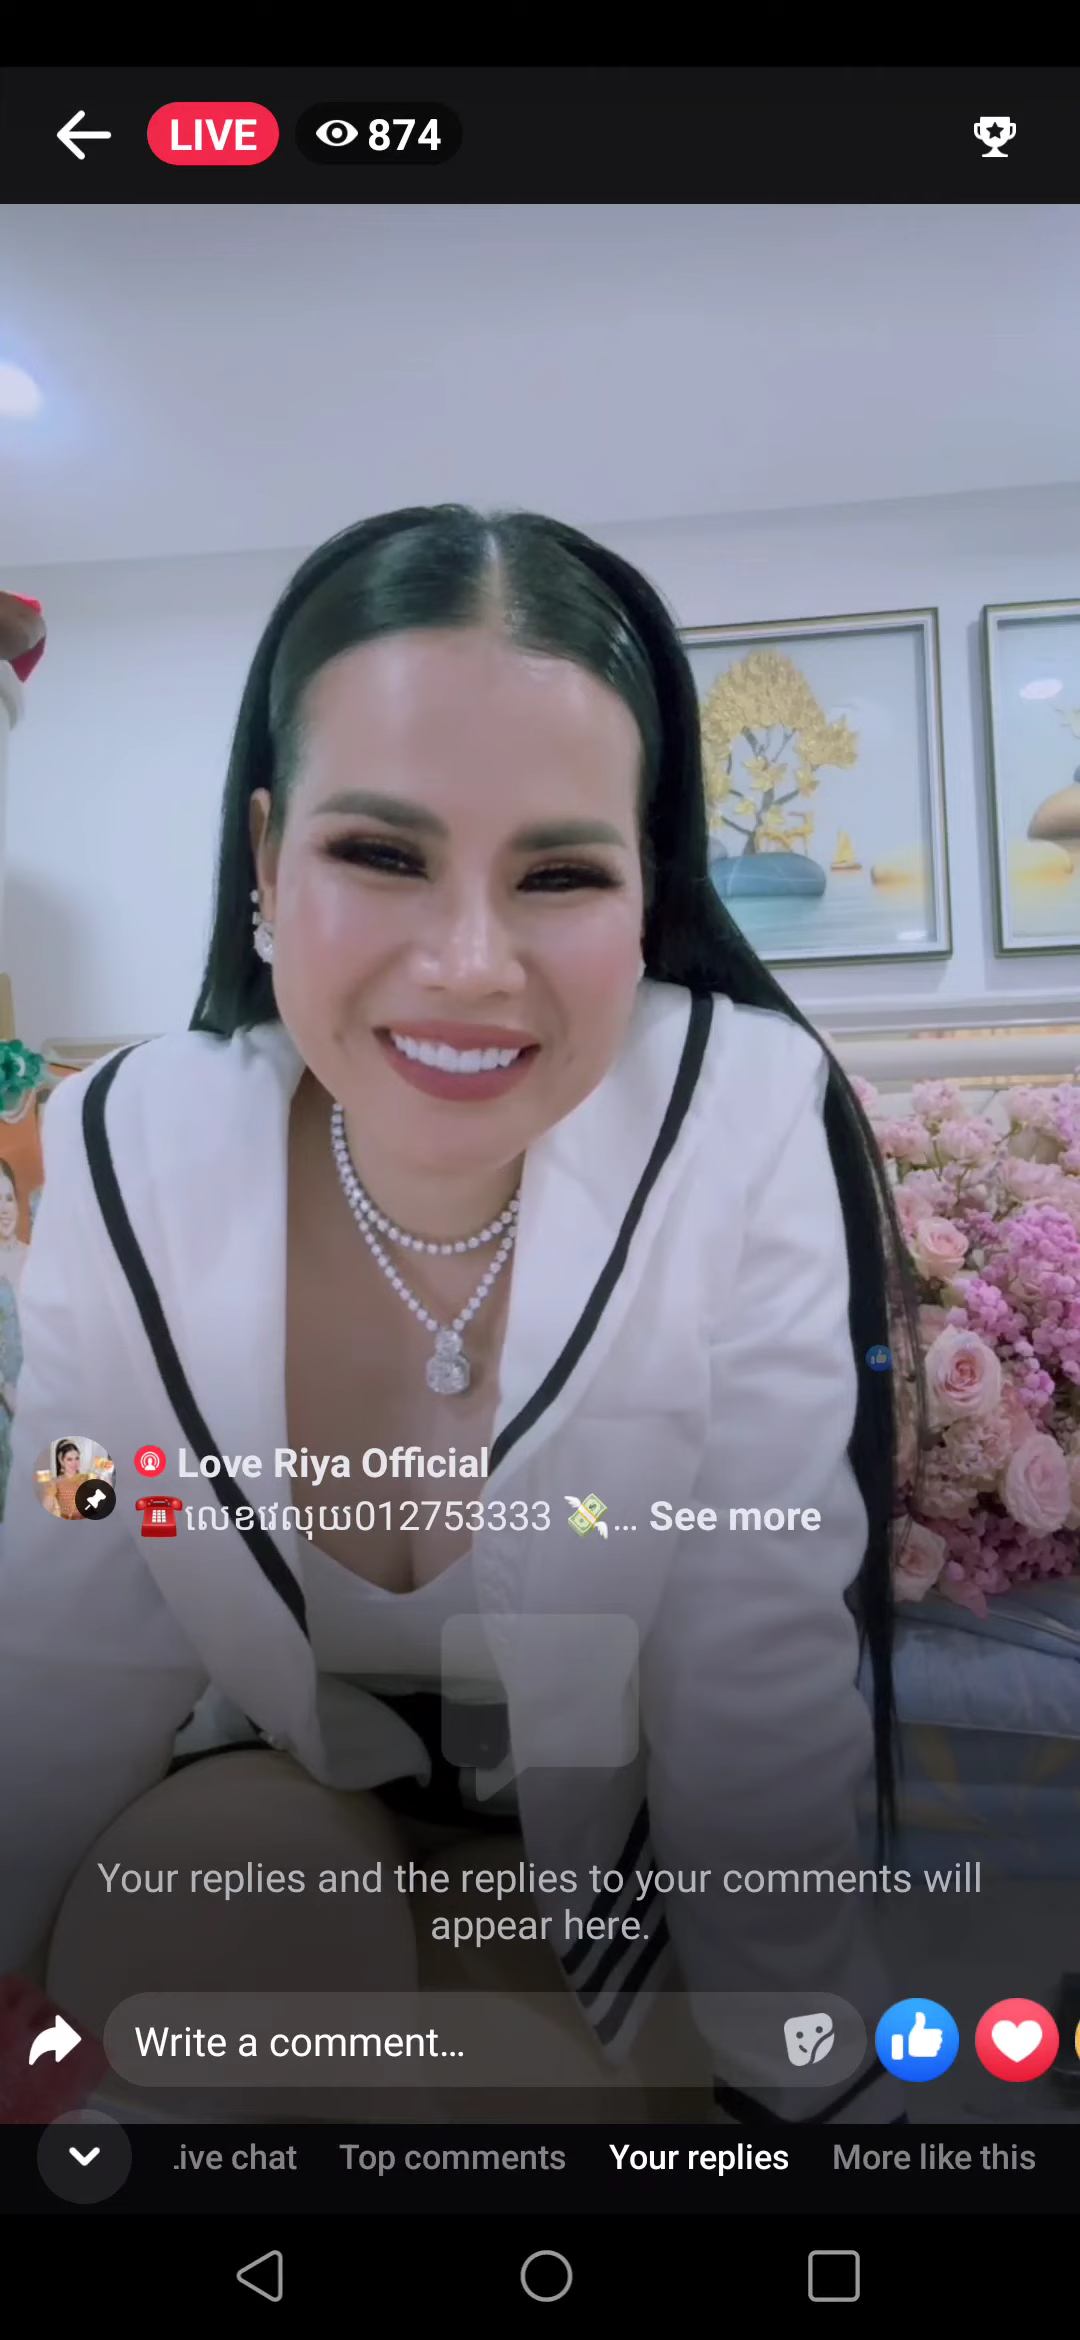 LIVE 874
Love Riya Official
☎️លេខវេលុយ012753333 💸... See more
Your replies and the replies to your comments will
appear here.
Write a comment...
.ive chat Top comments Your replies More like this